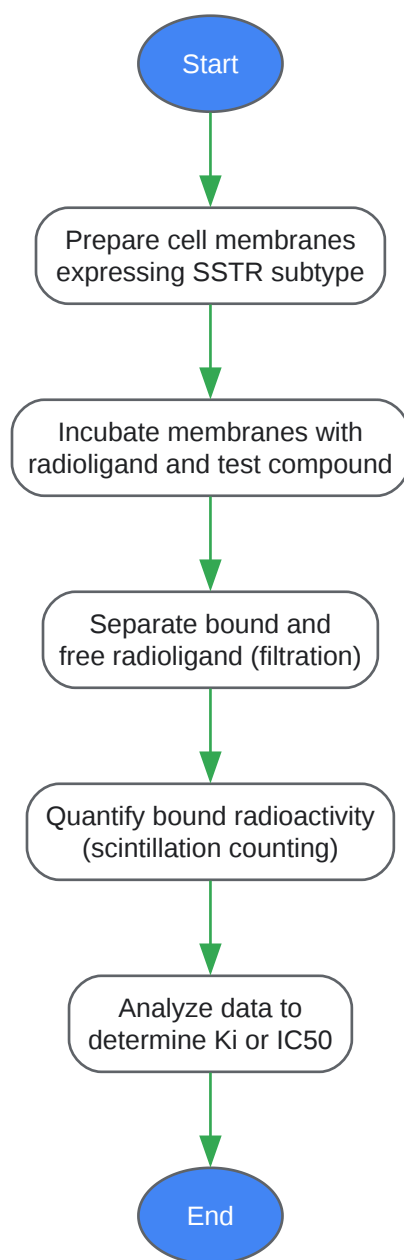 Start
Prepare cell membranes
expressing SSTR subtype
Incubate membranes with
radioligand and test compound
Separate bound and
free radioligand (filtration)
Quantify bound radioactivity
(scintillation counting)
Analyze data to
determine Ki or IC50
End